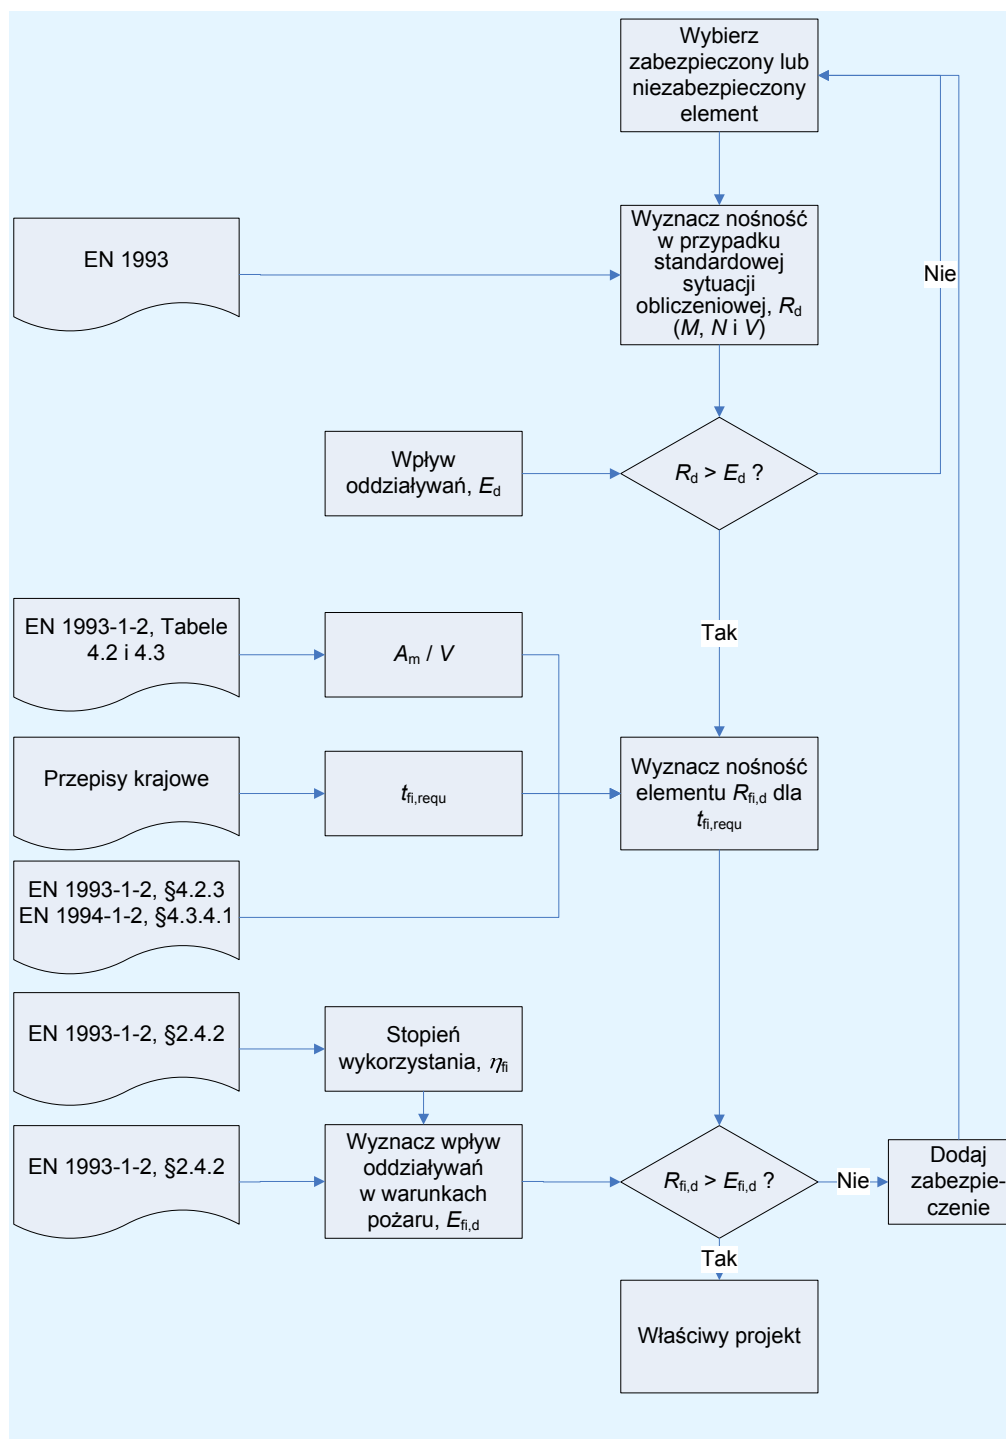 Wybierz
zabezpieczony lub
niezabezpieczony
element
EN 1993
Wyznacz nośność
w przypadku
standardowej
sytuacji
obliczeniowej, Rd
(M, N i V)
Nie
Wpływ
oddziaływań, Ed
Rd > Ed ?
Tak
EN 1993-1-2, Tabele
4.2 i 4.3
Am / V
Przepisy krajowe
tfi,requ
Wyznacz nośność
elementu Rfi,d dla
tfi,requ
EN 1993-1-2, §4.2.3
EN 1994-1-2, §4.3.4.1
EN 1993-1-2, §2.4.2
Stopień
wykorzystania, ηfi
EN 1993-1-2, §2.4.2
Wyznacz wpływ
oddziaływań
w warunkach
pożaru, Efi,d
Rfi,d > Efi,d ?
Nie
Dodaj
zabezpie-
czenie
Tak
Właściwy projekt